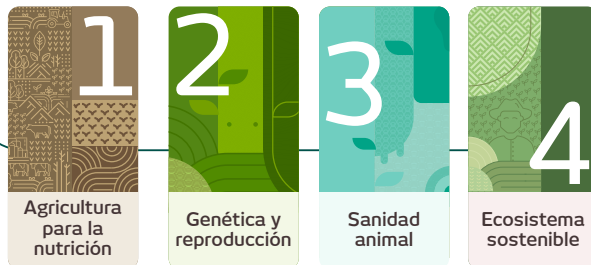 1
Agricultura
para la
nutrición
2
Genética y
reproducción
3
Sanidad
animal
4
Ecosistema
sostenible